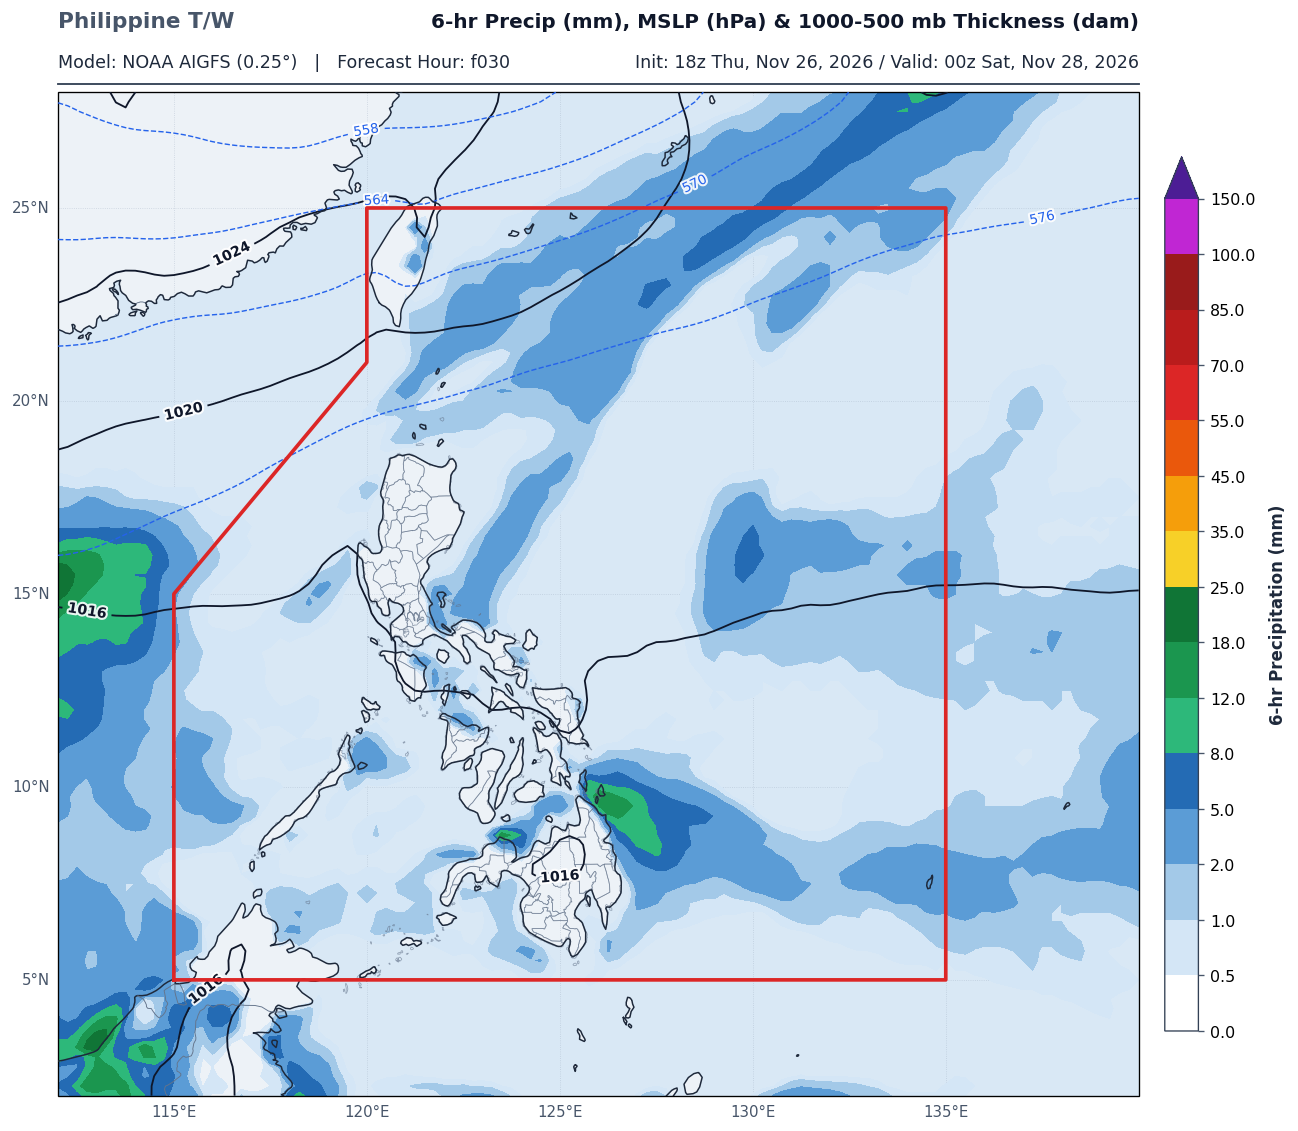 Philippine T/W
6-hr Precip (mm), MSLP (hPa) & 1000-500 mb Thickness (dam)
Model: NOAA AIGFS (0.25°) | Forecast Hour: f030
Init: 18z Thu, Nov 26, 2026 / Valid: 00z Sat, Nov 28, 2026
558
564
570
576
1024
1020
1016
1016
1016
25°N
20°N
15°N
10°N
5°N
115°E
120°E
125°E
130°E
135°E
150.0
100.0
85.0
70.0
55.0
45.0
35.0
25.0
18.0
12.0
8.0
5.0
2.0
1.0
0.5
0.0
6-hr Precipitation (mm)